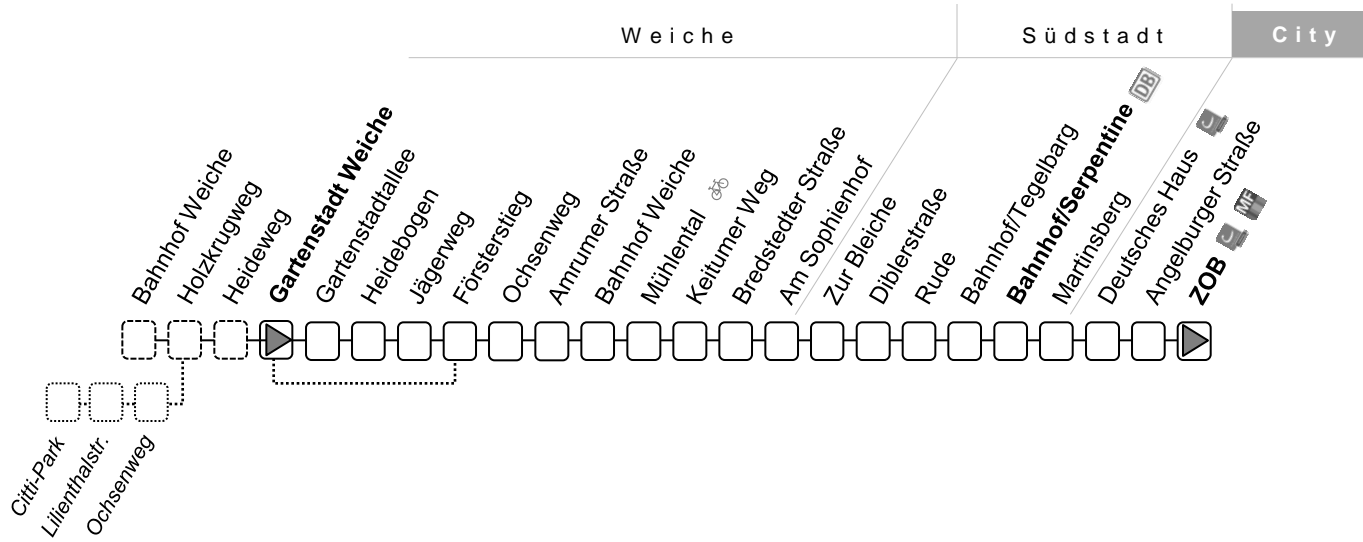 Weiche
Südstadt
City
Bahnhof Weiche
Holzkrugweg
Heideweg
Gartenstadt Weiche
Gartenstadtallee
Heidebogen
Jägerweg
Försterstieg
Ochsenweg
Amrumer Straße
Bahnhof Weiche
Mühlental
Keitumer Weg
Bredstedter Straße
Am Sophienhof
Zur Bleiche
Diblerstraße
Rude
Bahnhof/Tegelbarg
Bahnhof/Serpentine DB
Martinsberg
Deutsches Haus
Angelburger Straße
ZOB
Citti-Park
Lilienthalstr.
Ochsenweg